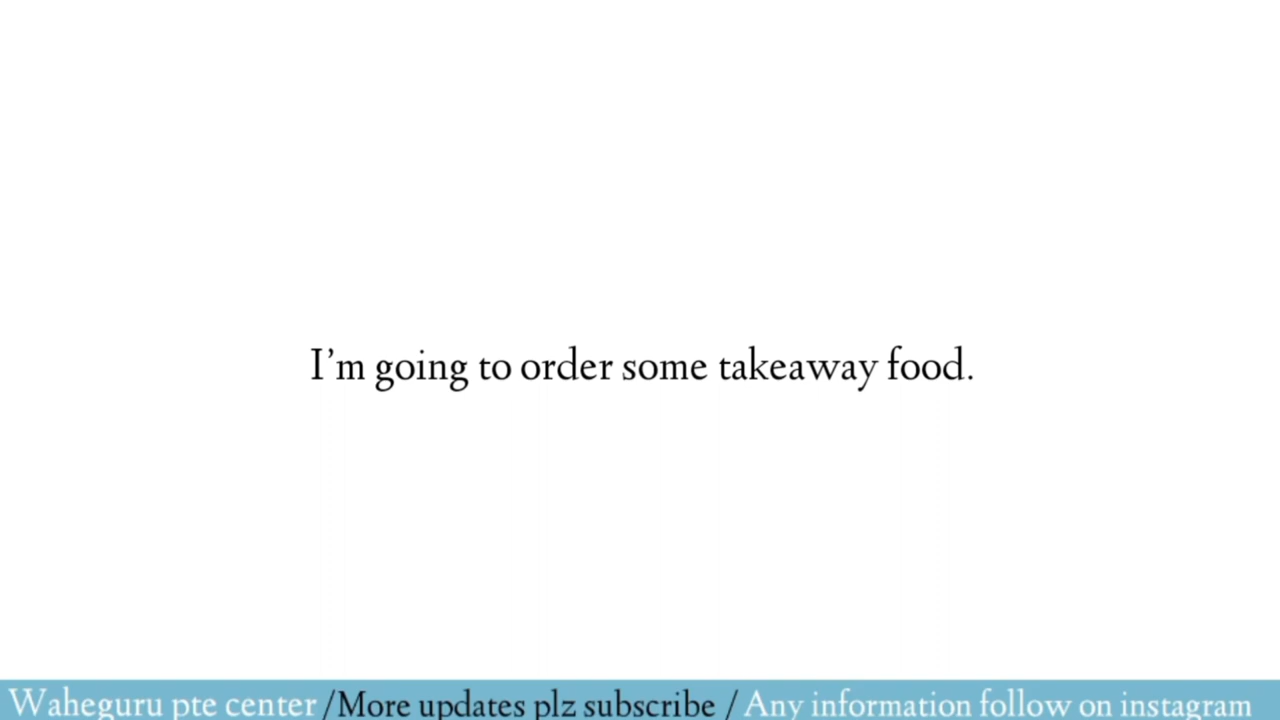 I'm going to order some takeaway food.
Waheguru pte center /More updates plz subscribe / Any information follow on instagram